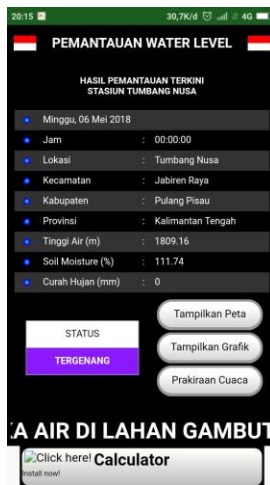 20:15 30,7K/d 4G
PEMANTAUAN WATER LEVEL
HASIL PEMANTAUAN TERKINI
STASIUN TUMBANG NUSA
Minggu, 06 Mei 2018
Jam : 00:00:00
Lokasi : Tumbang Nusa
Kecamatan : Jabiren Raya
Kabupaten : Pulang Pisau
Provinsi : Kalimantan Tengah
Tinggi Air (m) : 1809.16
Soil Moisture (%) : 111.74
Curah Hujan (mm) : 0
Tampilkan Peta
STATUS
Tampilkan Grafik
TERGENANG
Prakiraan Cuaca
A AIR DI LAHAN GAMBUT
Click here! Calculator
Install now!